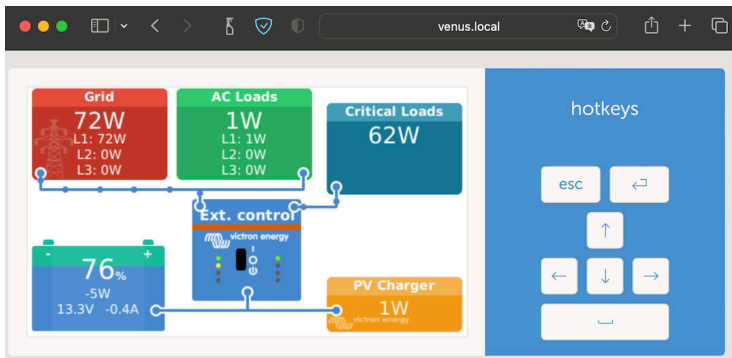 venus.local
Grid
72W
L1: 72W
L2: 0W
L3: 0W
AC Loads
1W
L1: 1W
L2: 0W
L3: 0W
Critical Loads
62W
Ext. control
victron energy
76%
-5W
13.3V -0.4A
PV Charger
1W
victron energy
hotkeys
esc